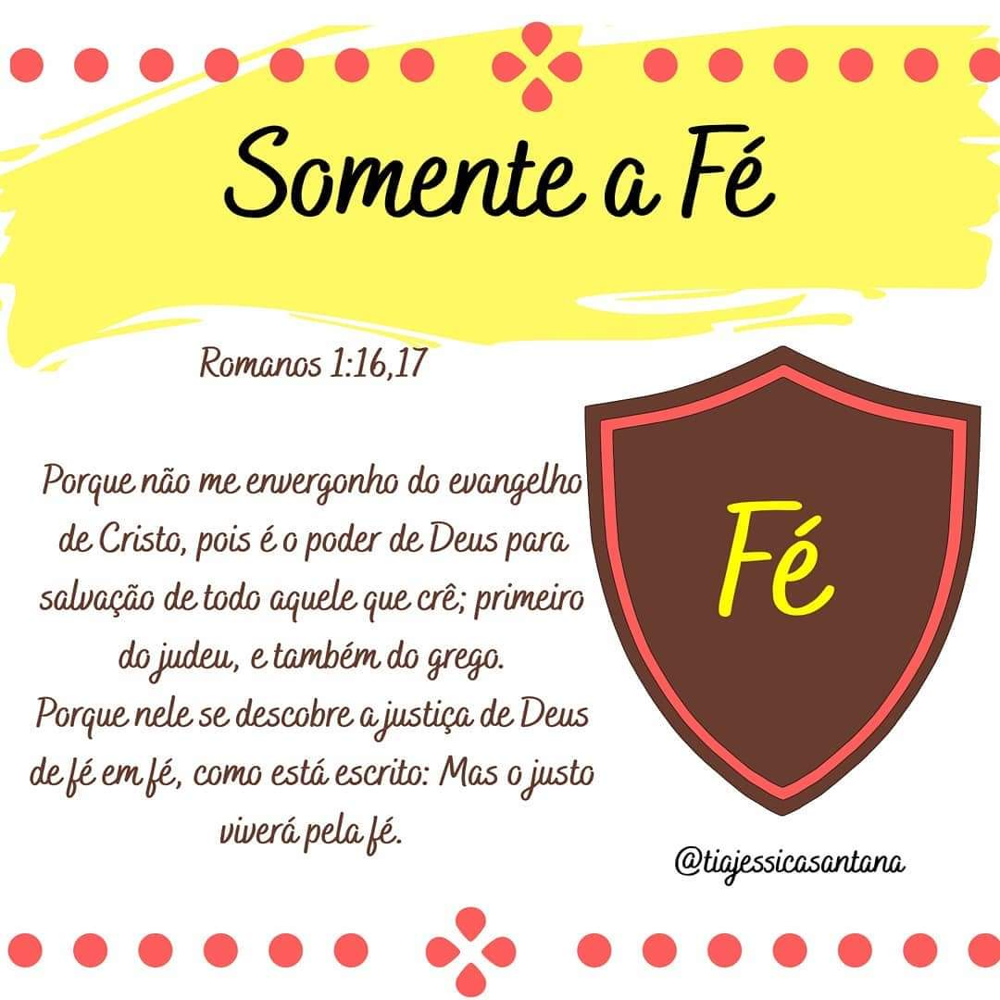 Somente a Fé
Romanos 1:16,17
Porque não me envergonho do evangelho
de Cristo, pois é o poder de Deus para
salvação de todo aquele que crê; primeiro
do judeu, e também do grego.
Porque nele se descobre a justiça de Deus
de fé em fé, como está escrito: Mas o justo
viverá pela fé.
Fé
@tiajessicasantana